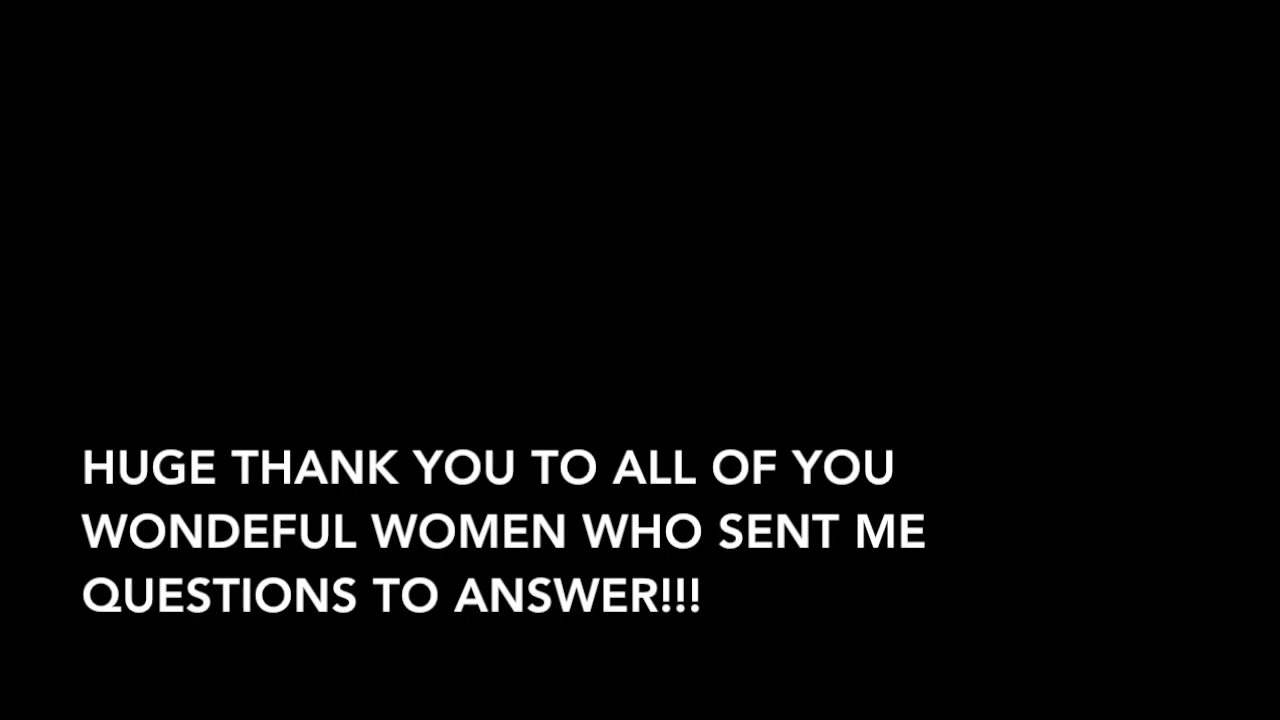 HUGE THANK YOU TO ALL OF YOU
WONDEFUL WOMEN WHO SENT ME
QUESTIONS TO ANSWER!!!